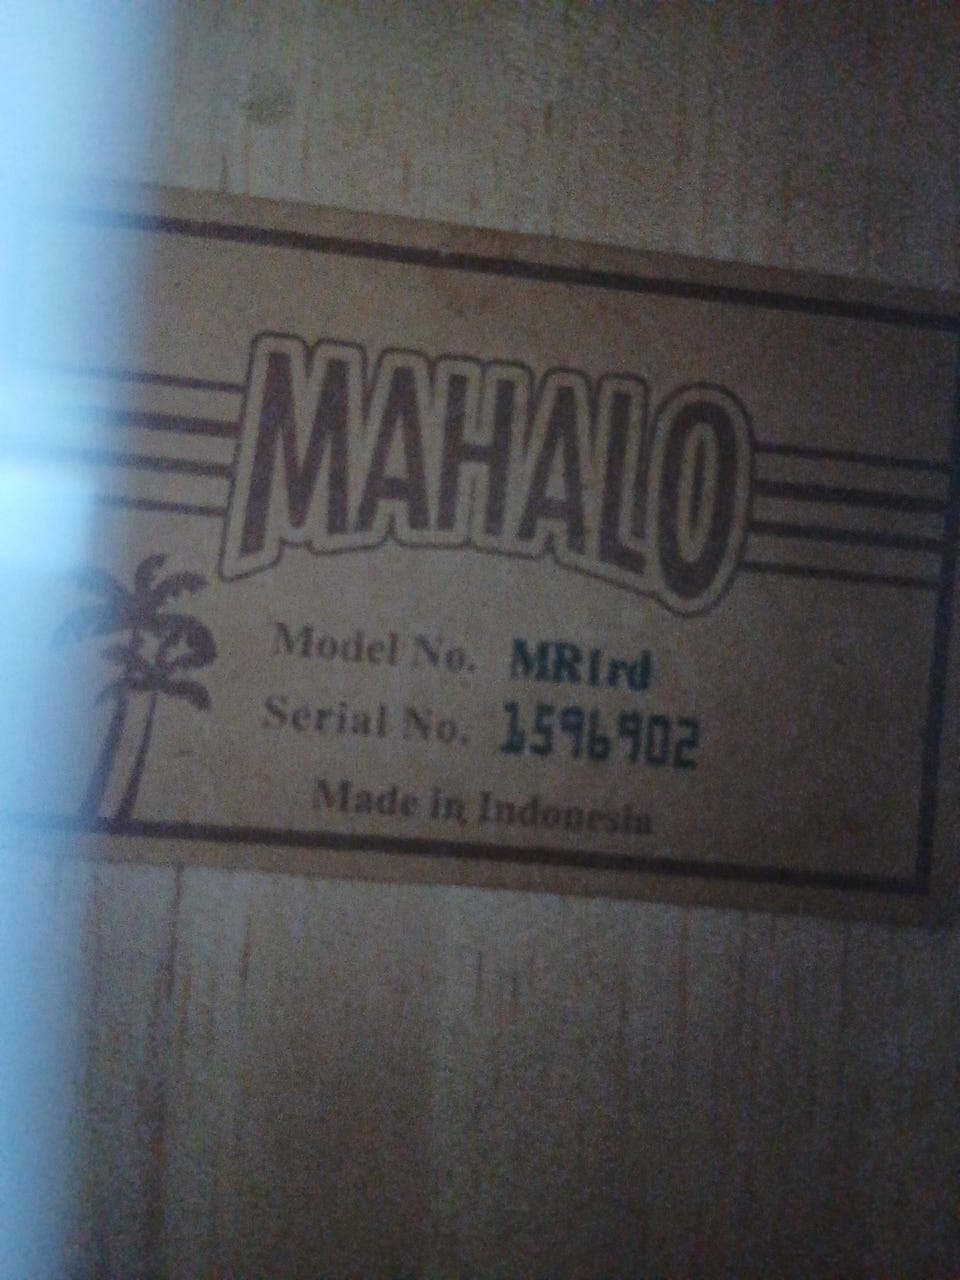 MAHALO
Model No. MR1rd
Serial No. 1596902
Made in Indonesia